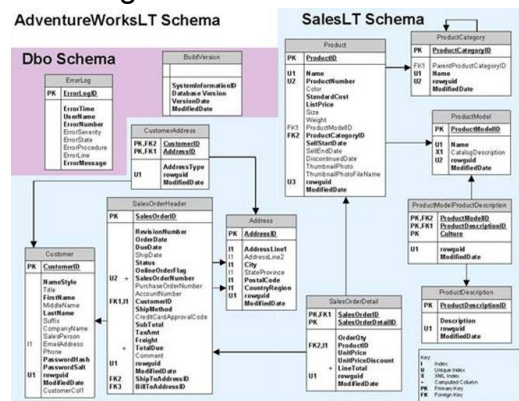 AdventureWorksLT Schema
SalesLT Schema
Dbo Schema
ErrorLog
PK ErrorLogID
ErrorTime
UserName
ErrorNumber
ErrorSeverity
ErrorState
ErrorProcedure
ErrorLine
ErrorMessage
BuildVersion
SystemInformationID
Database Version
VersionDate
ModifiedDate
CustomerAddress
PK,FK2 CustomerID
PK,FK1 AddressID
AddressType
U1 rowguid
ModifiedDate
Product
PK ProductID
U1 Name
U2 ProductNumber
Color
StandardCost
ListPrice
Size
Weight
FK1 ProductModelID
FK2 ProductCategoryID
SellStartDate
SellEndDate
DiscontinuedDate
ThumbnailPhoto
ThumbnailPhotoFileName
U3 rowguid
ModifiedDate
ProductCategory
PK ProductCategoryID
FK1 ParentProductCategoryID
U1 Name
U2 rowguid
ModifiedDate
ProductModel
PK ProductModelID
U1 Name
X1 CatalogDescription
U2 rowguid
ModifiedDate
ProductModelProductDescription
PK,FK2 ProductModelID
PK,FK1 ProductDescriptionID
PK Culture
U1 rowguid
modifiedDate
ProductDescription
PK ProductDescriptionID
Description
U1 rowguid
ModifiedDate
Customer
PK CustomerID
NameStyle
Title
FirstName
MiddleName
LastName
Suffix
CompanyName
SalesPerson
I1 EmailAddress
Phone
PasswordHash
PasswordSalt
U1 rowguid
ModifiedDate
CustomerCol1
SalesOrderHeader
PK SalesOrderID
RevisionNumber
OrderDate
DueDate
ShipDate
Status
OnlineOrderFlag
U2 + SalesOrderNumber
PurchaseOrderNumber
AccountNumber
FK1,I1 CustomerID
ShipMethod
CreditCardApprovalCode
SubTotal
TaxAmt
Freight
+ TotalDue
Comment
U1 rowguid
ModifiedDate
FK2 ShipToAddressID
FK3 BillToAddressID
Address
PK AddressID
I1 AddressLine1
I1 AddressLine2
I1 City
I1 StateProvince
I1 PostalCode
I1 CountryRegion
U1 rowguid
ModifiedDate
SalesOrderDetail
PK,FK1 SalesOrderID
PK SalesOrderDetailID
OrderQty
FK2,I1 ProductID
UnitPrice
UnitPriceDiscount
+ LineTotal
U1 rowguid
ModifiedDate
Key
I Index
U Unique Index
X XML Index
+ Computed Column
PK Primary Key
FK Foreign Key